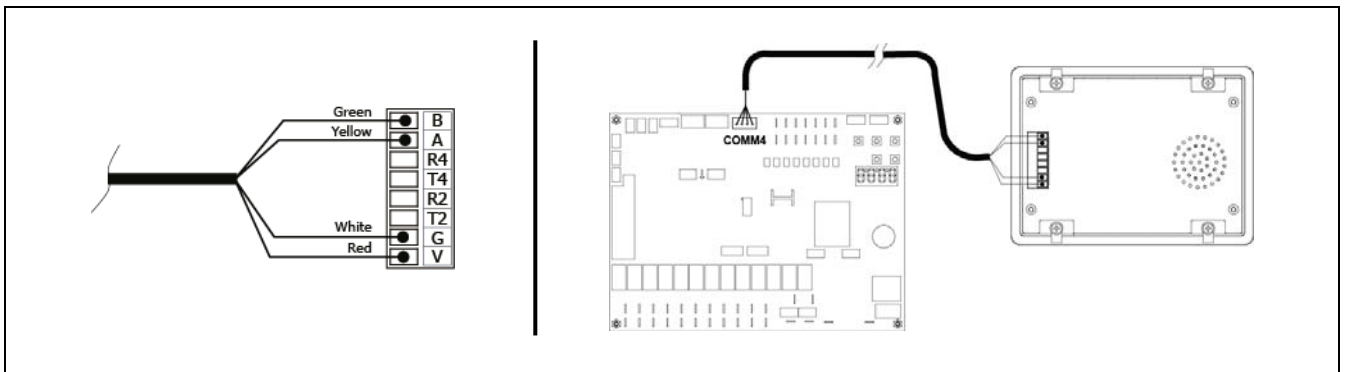 Green
B
Yellow
A
R4
T4
R2
T2
White
G
Red
V
COMM4